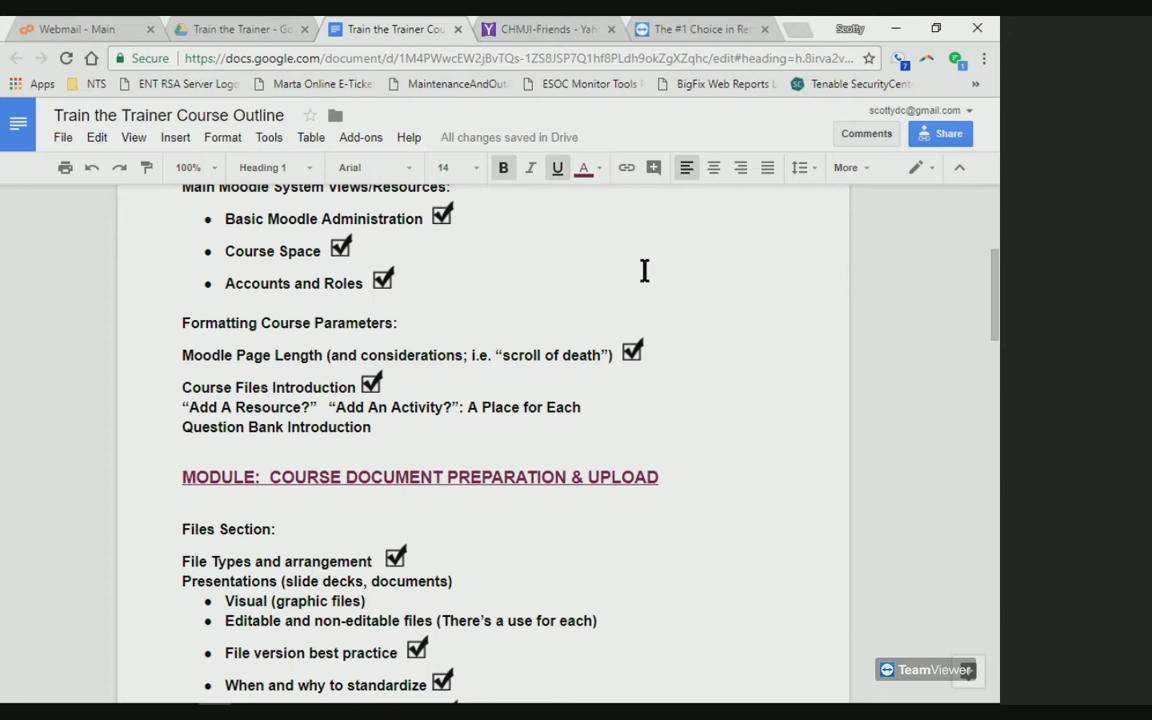 Webmail - Main
Train the Trainer - Go
Train the Trainer Cou
CHMJI-Friends - Yah
The #1 Choice in Rem
Scotty
Secure
https://docs.google.com/document/d/1M4PWwcEW2jBvTQs-1ZS8JSP7Q1hf8PLdh9okZgXZqhc/edit#heading=h.8irva2v...
7
1
Apps
NTS
ENT RSA Server Logo
Marta Online E-Ticke
MaintenanceAndOut
ESOC Monitor Tools
BigFix Web Reports L
Tenable SecurityCent
»
Train the Trainer Course Outline
scottydc@gmail.com
File Edit View Insert Format Tools Table Add-ons Help All changes saved in Drive
Comments
Share
100% Heading 1 Arial 14 B I U A More
Main Moodle System Views/Resources:
● Basic Moodle Administration
● Course Space
● Accounts and Roles
Formatting Course Parameters:
Moodle Page Length (and considerations; i.e. “scroll of death”)
Course Files Introduction
“Add A Resource?” “Add An Activity?”: A Place for Each
Question Bank Introduction
MODULE: COURSE DOCUMENT PREPARATION & UPLOAD
Files Section:
File Types and arrangement
Presentations (slide decks, documents)
● Visual (graphic files)
● Editable and non-editable files (There’s a use for each)
● File version best practice
● When and why to standardize
TeamViewer